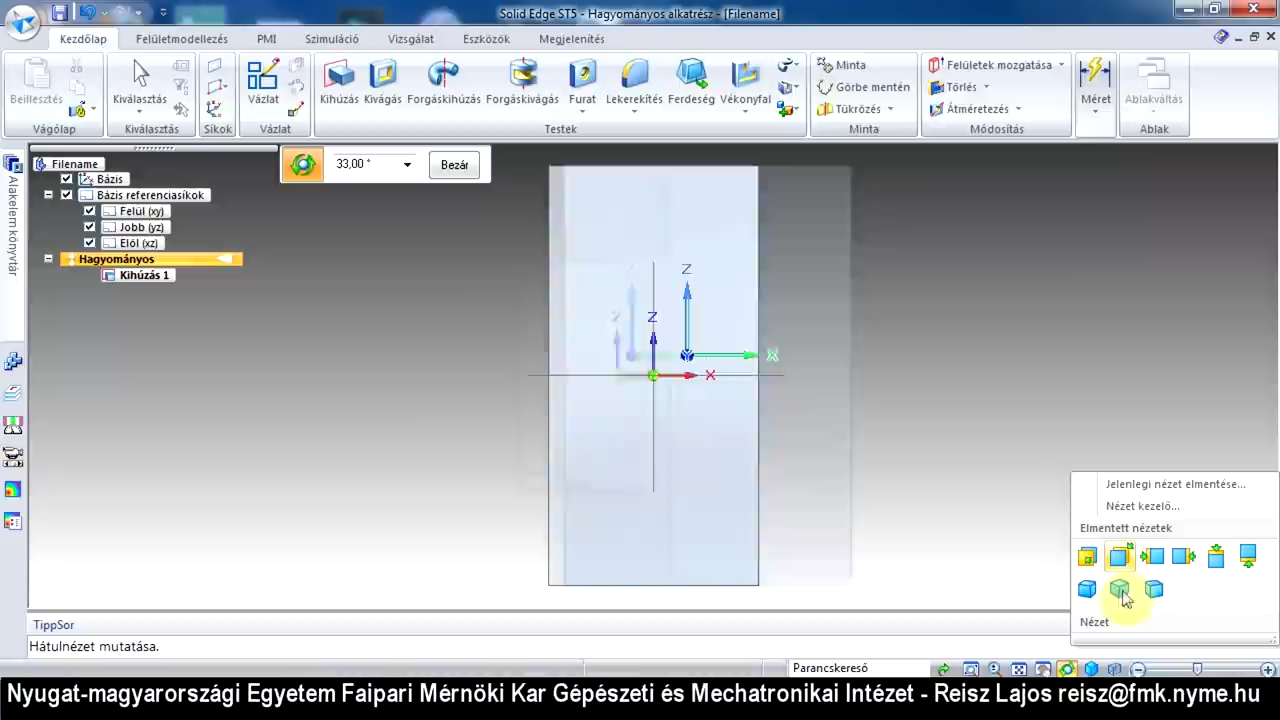 Solid Edge ST5 - Hagyományos alkatrész - [Filename]
Kezdőlap Felületmodellezés PMI Szimuláció Vizsgálat Eszközök Megjelenítés
Beillesztés Kiválasztás Vázlat Kihúzás Kivágás Forgáskihúzás Forgáskivágás Furat Lekerekítés Ferdeség Vékonyfal Minta Felületek mozgatása Méret Ablakváltás
Görbe mentén Törlés
Tükrözés Átméretezés
Vágólap Kiválasztás Síkok Vázlat Testek Minta Módosítás Ablak
Alakelem könyvtár
Filename
Bázis
Bázis referenciasíkok
Felül (xy)
Jobb (yz)
Elöl (xz)
Hagyományos
Kihúzás 1
33,00 ° Bezár
Z
Z Z
X
X
Jelenlegi nézet elmentése...
Nézet kezelő...
Elmentett nézetek
Nézet
TippSor
Hátulnézet mutatása.
Parancskereső
Nyugat-magyarországi Egyetem Faipari Mérnöki Kar Gépészeti és Mechatronikai Intézet - Reisz Lajos reisz@fmk.nyme.hu